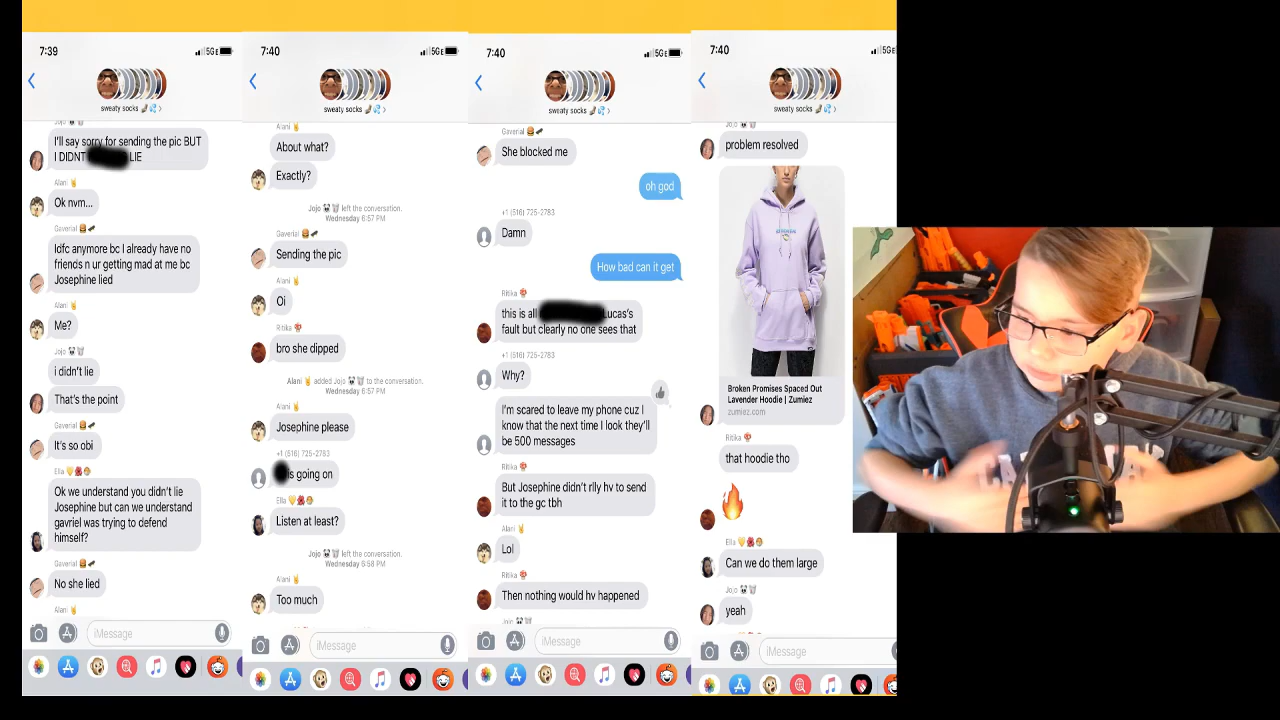 7:39
5GE
sweaty socks
Jojo
I'll say sorry for sending the pic BUT
I DIDNT LIE
Alani
Ok nvm...
Gaverial
Idfc anymore bc I already have no
friends n ur getting mad at me bc
Josephine lied
Alani
Me?
Jojo
i didn't lie
That's the point
Gaverial
It's so obi
Ella
Ok we understand you didn't lie
Josephine but can we understand
gavriel was trying to defend
himself?
Gaverial
No she lied
Alani
iMessage
7:40
5GE
sweaty socks
Alani
About what?
Exactly?
Jojo left the conversation.
Wednesday 6:57 PM
Gaverial
Sending the pic
Alani
Oi
Ritika
bro she dipped
Alani added Jojo to the conversation.
Wednesday 6:57 PM
Alani
Josephine please
+1 (516) 725-2783
is going on
Ella
Listen at least?
Jojo left the conversation.
Wednesday 6:58 PM
Alani
Too much
iMessage
7:40
5GE
sweaty socks
Gaverial
She blocked me
oh god
+1 (516) 725-2783
Damn
How bad can it get
Ritika
this is all Lucas's
fault but clearly no one sees that
+1 (516) 725-2783
Why?
I'm scared to leave my phone cuz I
know that the next time I look they'll
be 500 messages
Ritika
But Josephine didn't rlly hv to send
it to the gc tbh
Alani
Lol
Ritika
Then nothing would hv happened
iMessage
7:40
5GE
sweaty socks
Jojo
problem resolved
Broken Promises Spaced Out
Lavender Hoodie | Zumiez
zumiez.com
Ritika
that hoodie tho
Ella
Can we do them large
Jojo
yeah
iMessage